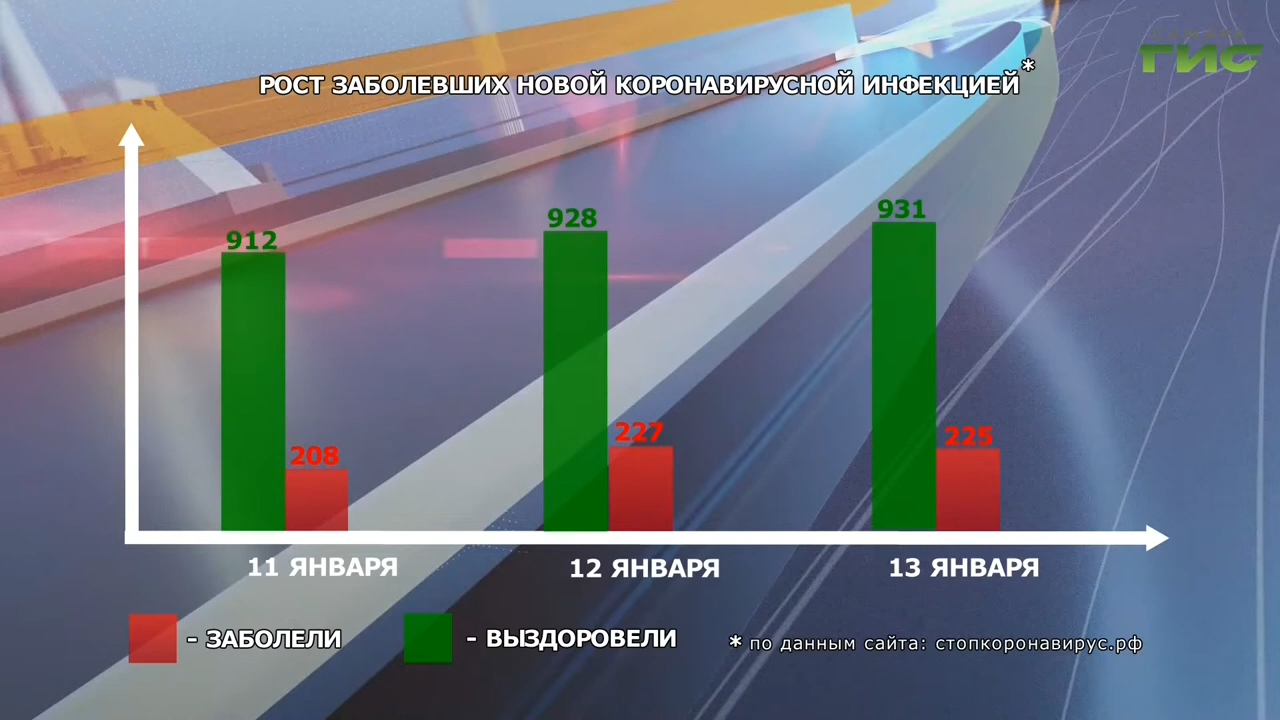 САМАРА
ГИС
РОСТ ЗАБОЛЕВШИХ НОВОЙ КОРОНАВИРУСНОЙ ИНФЕКЦИЕЙ*
912
208
928
227
931
225
11 ЯНВАРЯ
12 ЯНВАРЯ
13 ЯНВАРЯ
- ЗАБОЛЕЛИ
- ВЫЗДОРОВЕЛИ
* по данным сайта: стопкоронавирус.рф